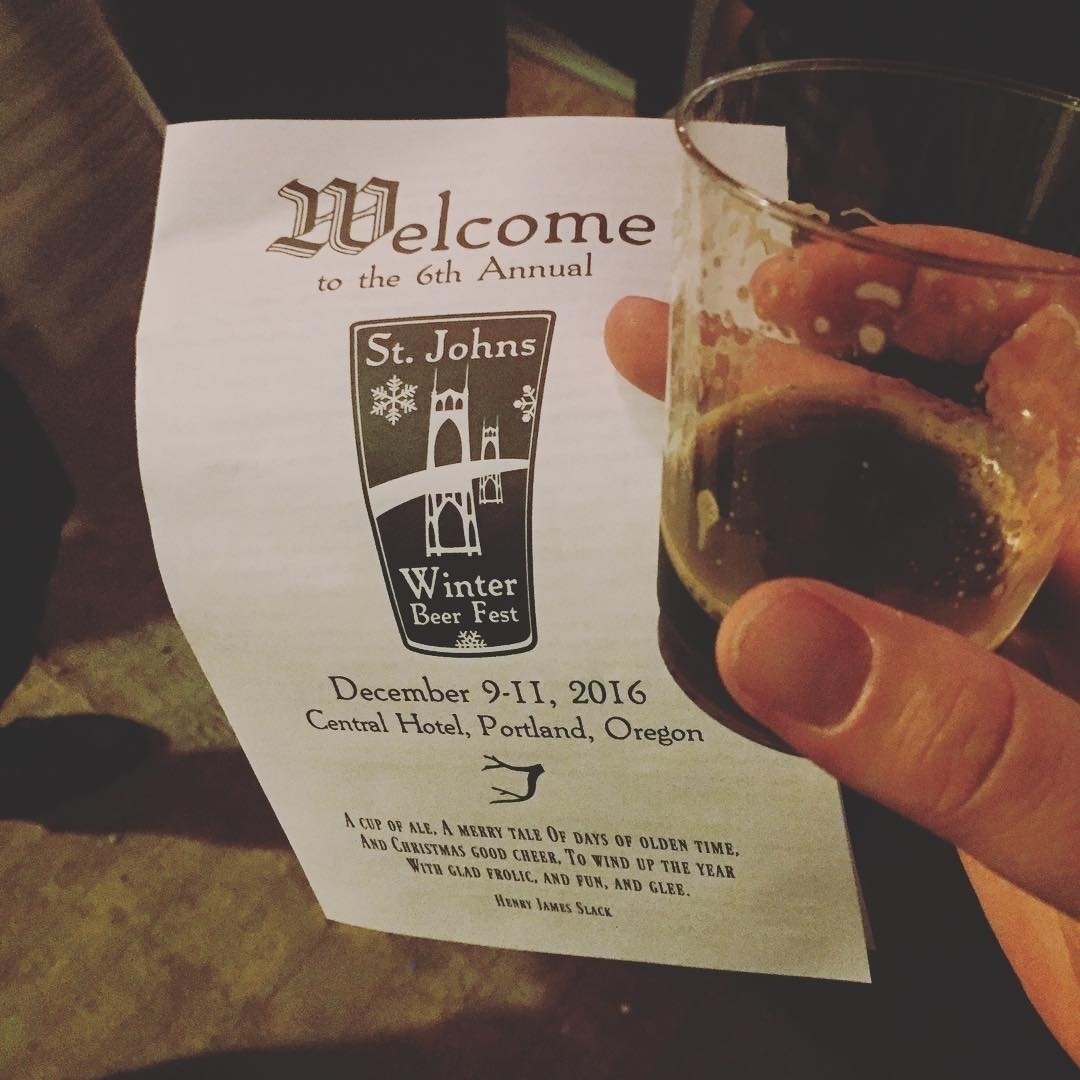 Welcome
to the 6th Annual
St. Johns
Winter
Beer Fest
December 9-11, 2016
Central Hotel, Portland, Oregon
A CUP OF ALE, A MERRY TALE OF DAYS OF OLDEN TIME,
AND CHRISTMAS GOOD CHEER, TO WIND UP THE YEAR
WITH GLAD FROLIC, AND FUN, AND GLEE.
HENRY JAMES SLACK